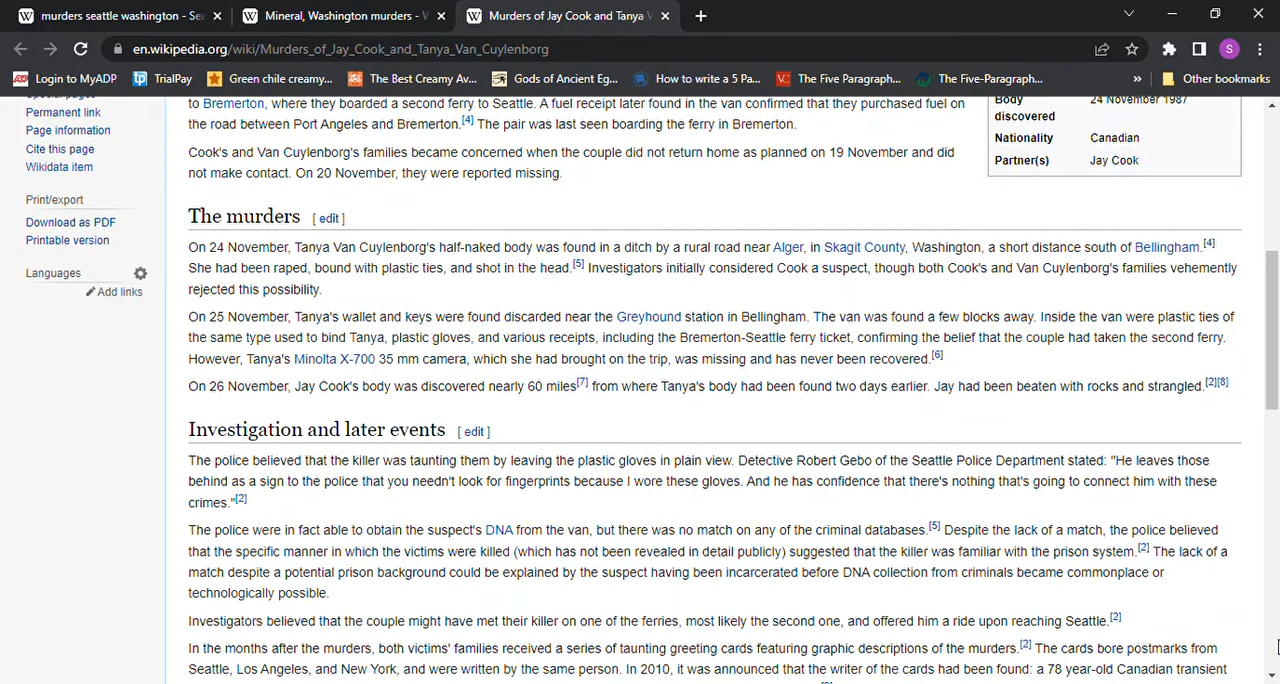 murders seattle washington - Sea
Mineral, Washington murders - W
Murders of Jay Cook and Tanya V
en.wikipedia.org/wiki/Murders_of_Jay_Cook_and_Tanya_Van_Cuylenborg
S
Login to MyADP
TrialPay
Green chile creamy...
The Best Creamy Av...
Gods of Ancient Eg...
How to write a 5 Pa...
The Five Paragraph...
The Five-Paragraph...
»
Other bookmarks
Special pages
Permanent link
Page information
Cite this page
Wikidata item
Print/export
Download as PDF
Printable version
Languages
Add links
to Bremerton, where they boarded a second ferry to Seattle. A fuel receipt later found in the van confirmed that they purchased fuel on
the road between Port Angeles and Bremerton.[4] The pair was last seen boarding the ferry in Bremerton.
Cook's and Van Cuylenborg's families became concerned when the couple did not return home as planned on 19 November and did
not make contact. On 20 November, they were reported missing.
Body discovered 24 November 1987
Nationality Canadian
Partner(s) Jay Cook
The murders [ edit ]
On 24 November, Tanya Van Cuylenborg's half-naked body was found in a ditch by a rural road near Alger, in Skagit County, Washington, a short distance south of Bellingham.[4]
She had been raped, bound with plastic ties, and shot in the head.[5] Investigators initially considered Cook a suspect, though both Cook's and Van Cuylenborg's families vehemently
rejected this possibility.
On 25 November, Tanya's wallet and keys were found discarded near the Greyhound station in Bellingham. The van was found a few blocks away. Inside the van were plastic ties of
the same type used to bind Tanya, plastic gloves, and various receipts, including the Bremerton-Seattle ferry ticket, confirming the belief that the couple had taken the second ferry.
However, Tanya's Minolta X-700 35 mm camera, which she had brought on the trip, was missing and has never been recovered.[6]
On 26 November, Jay Cook's body was discovered nearly 60 miles[7] from where Tanya's body had been found two days earlier. Jay had been beaten with rocks and strangled.[2][8]
Investigation and later events [ edit ]
The police believed that the killer was taunting them by leaving the plastic gloves in plain view. Detective Robert Gebo of the Seattle Police Department stated: "He leaves those
behind as a sign to the police that you needn't look for fingerprints because I wore these gloves. And he has confidence that there's nothing that's going to connect him with these
crimes."[2]
The police were in fact able to obtain the suspect's DNA from the van, but there was no match on any of the criminal databases.[5] Despite the lack of a match, the police believed
that the specific manner in which the victims were killed (which has not been revealed in detail publicly) suggested that the killer was familiar with the prison system.[2] The lack of a
match despite a potential prison background could be explained by the suspect having been incarcerated before DNA collection from criminals became commonplace or
technologically possible.
Investigators believed that the couple might have met their killer on one of the ferries, most likely the second one, and offered him a ride upon reaching Seattle.[2]
In the months after the murders, both victims' families received a series of taunting greeting cards featuring graphic descriptions of the murders.[2] The cards bore postmarks from
Seattle, Los Angeles, and New York, and were written by the same person. In 2010, it was announced that the writer of the cards had been found: a 78 year-old Canadian transient